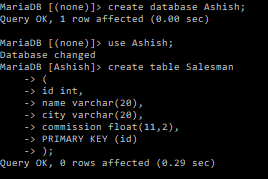 MariaDB [(none)]> create database Ashish;
Query OK, 1 row affected (0.00 sec)

MariaDB [(none)]> use Ashish;
Database changed
MariaDB [Ashish]> create table Salesman
    -> (
    -> id int,
    -> name varchar(20),
    -> city varchar(20),
    -> commission float(11,2),
    -> PRIMARY KEY (id)
    -> );
Query OK, 0 rows affected (0.29 sec)